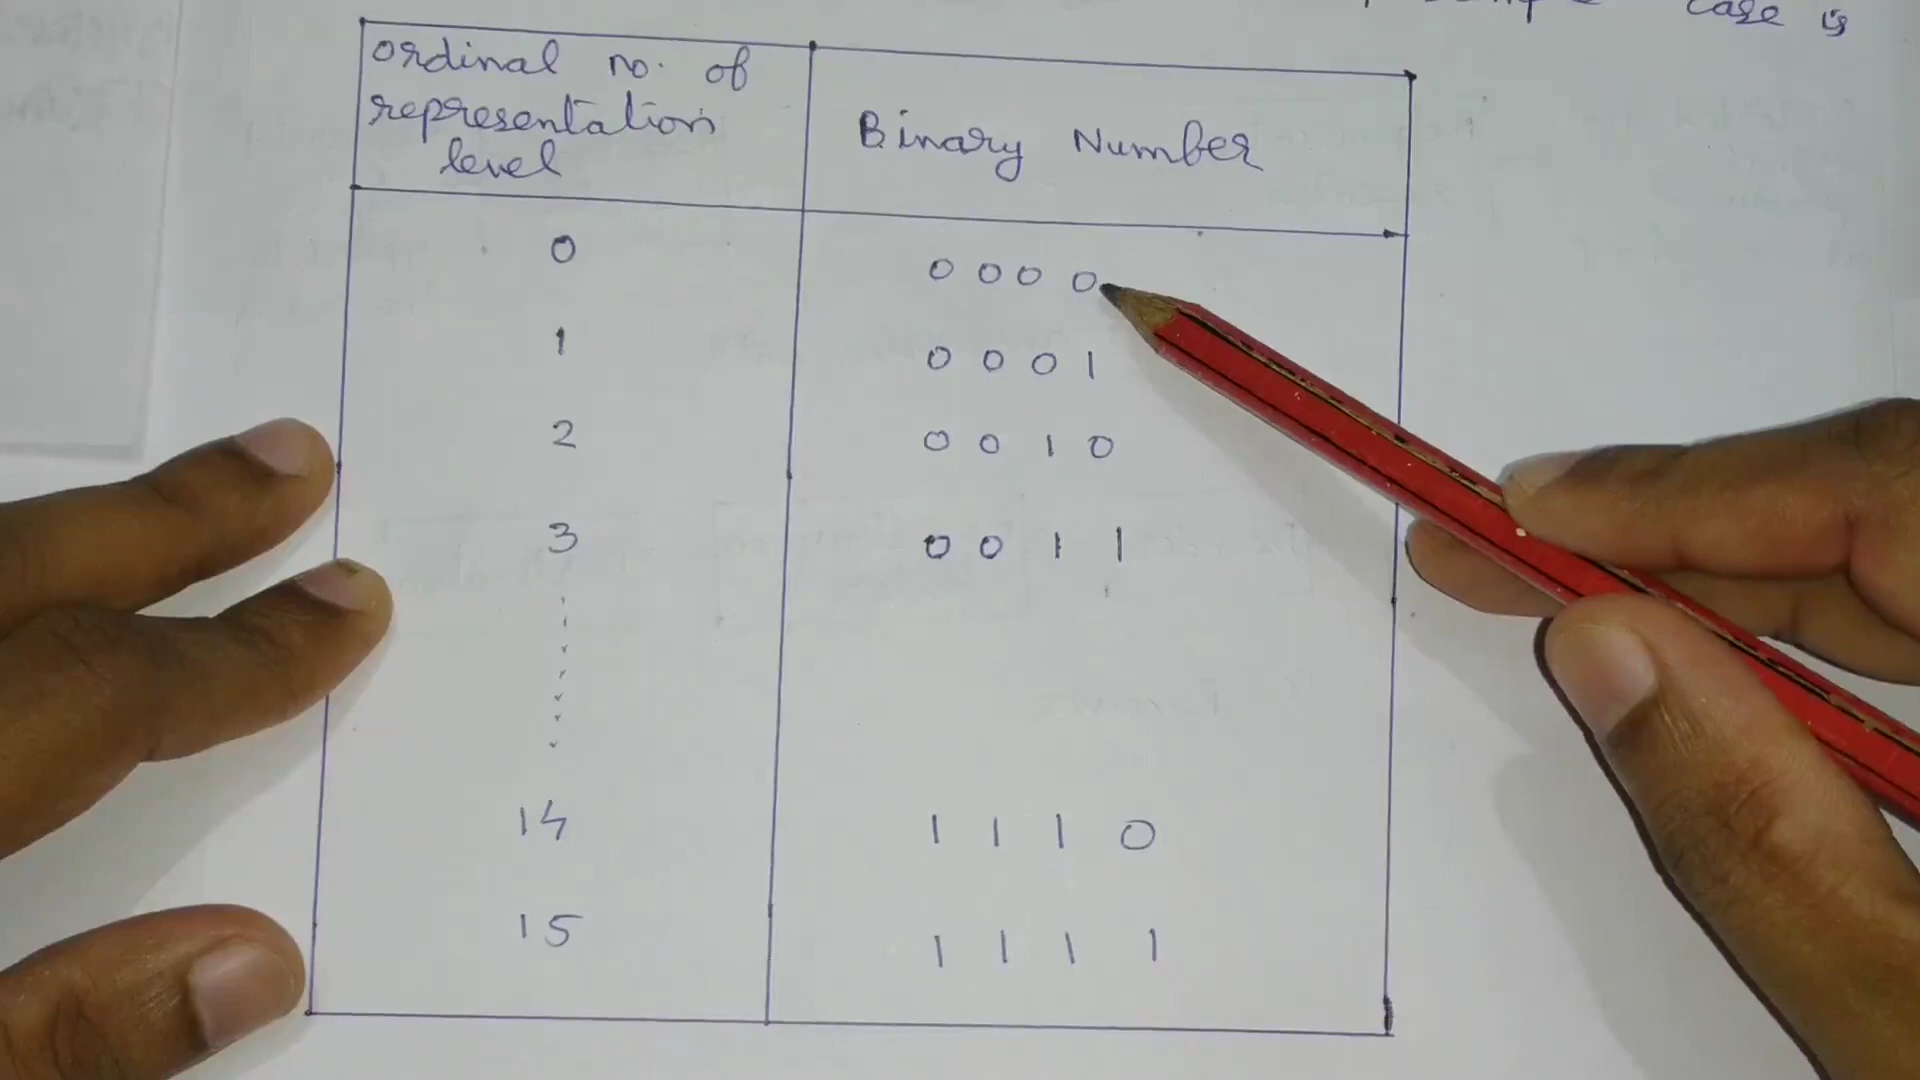 case is
ordinal no. of
representation
level
Binary Number
0 0 0 0 0
1 0 0 0 1
2 0 0 1 0
3 0 0 1 1
14 1 1 1 0
15 1 1 1 1